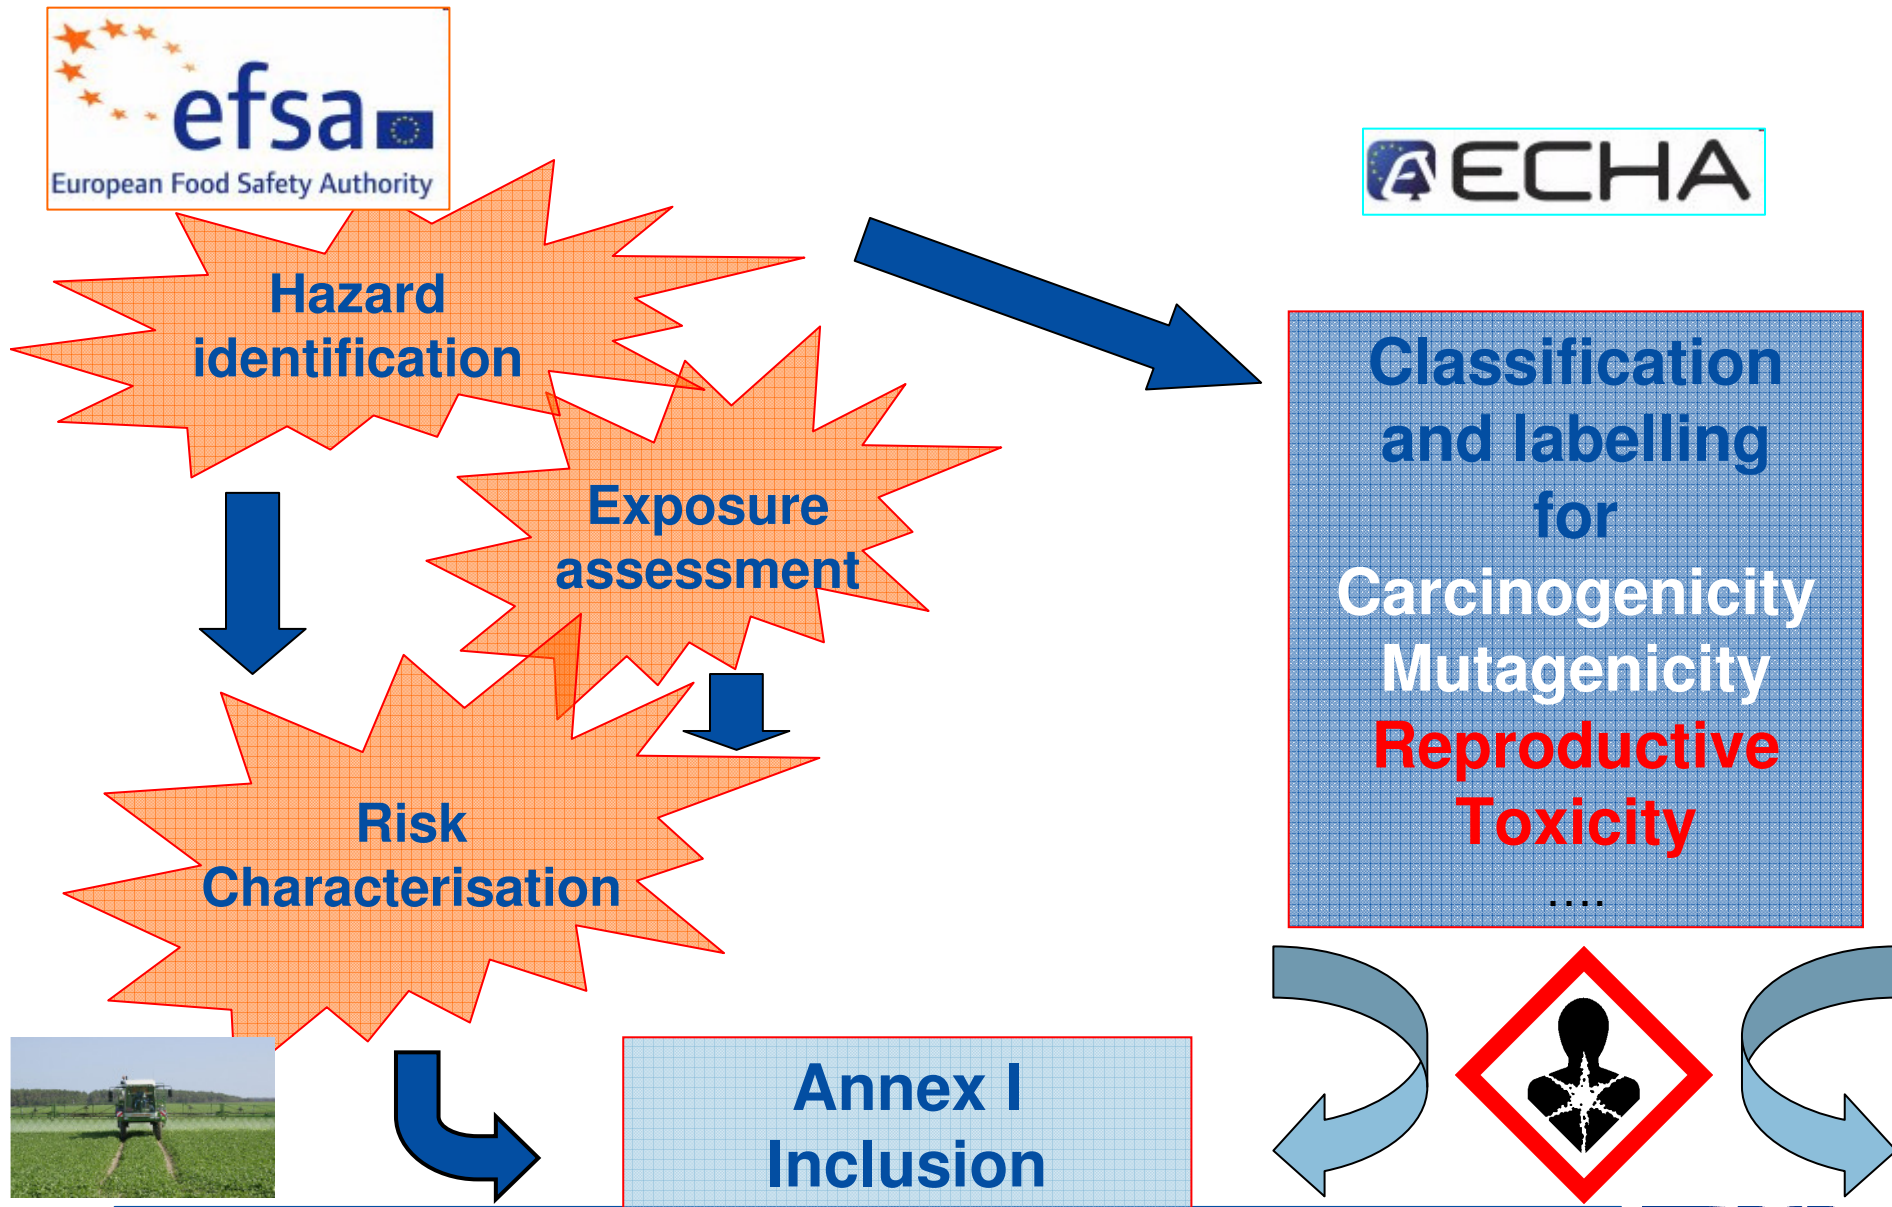 efsa
European Food Safety Authority
ECHA
Hazard
identification
Exposure
assessment
Risk
Characterisation
Classification
and labelling
for
Carcinogenicity
Mutagenicity
Reproductive
Toxicity
....
Annex I
Inclusion